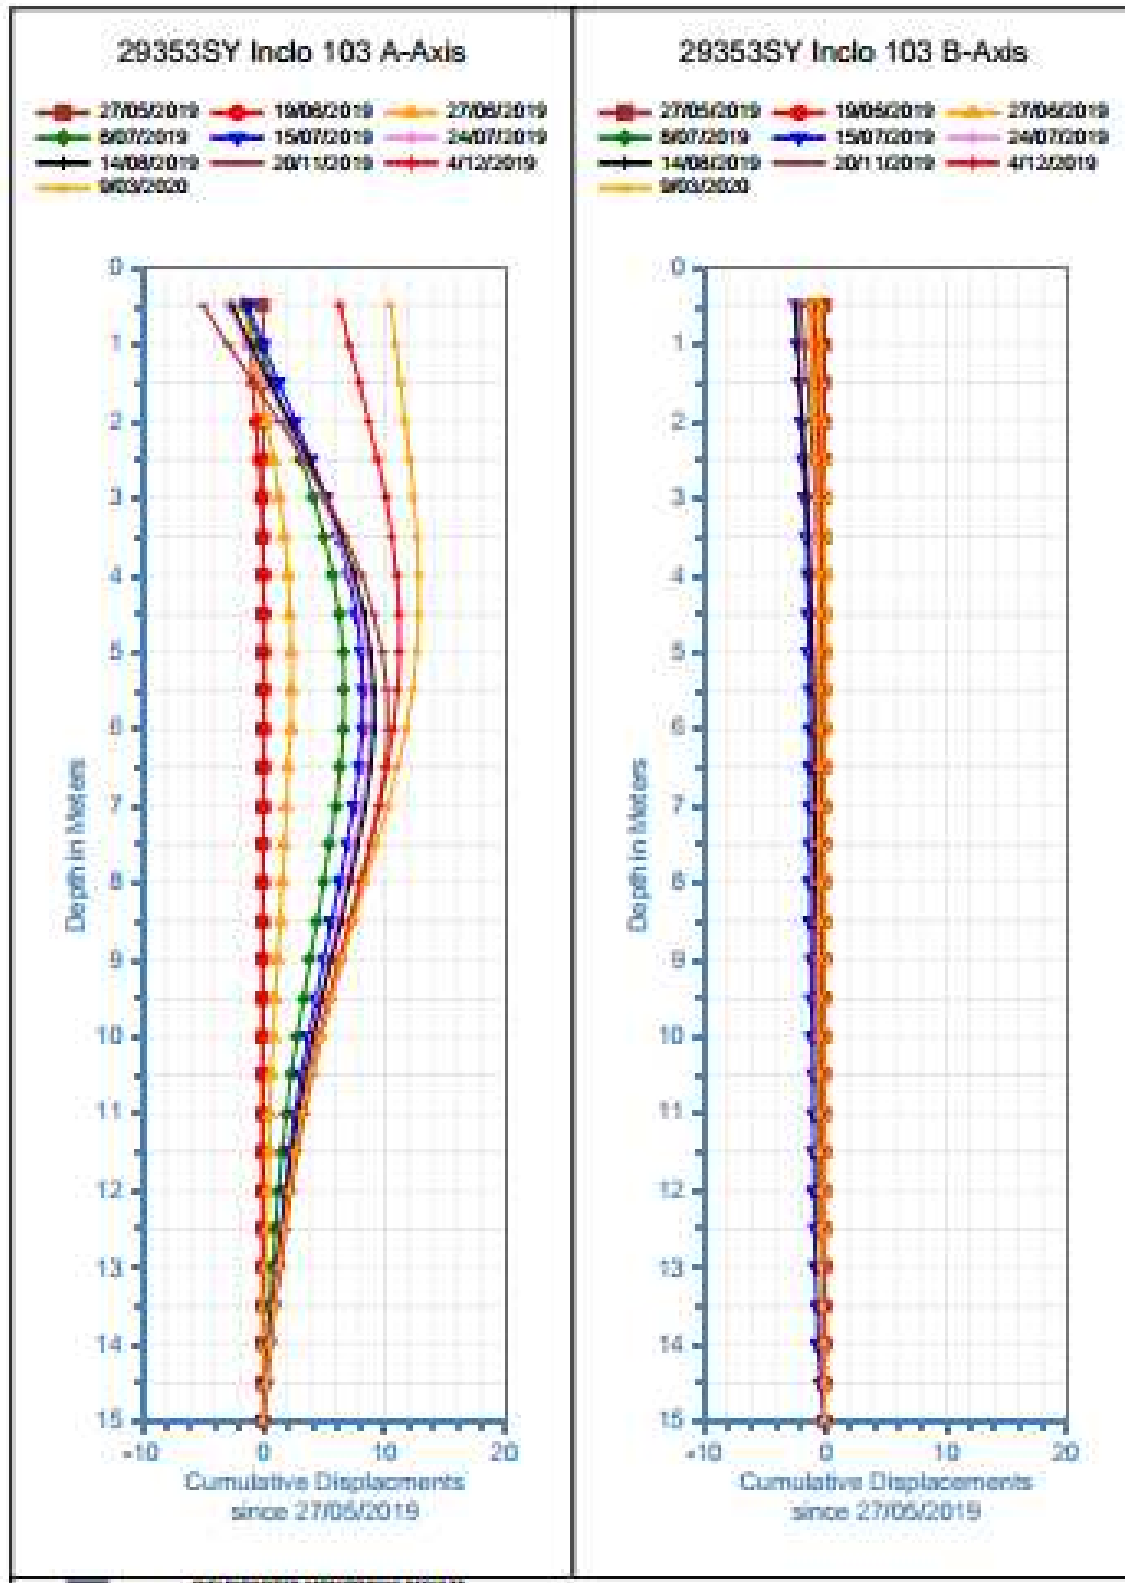 29353SY Inclo 103 A-Axis
27/05/2019 19/06/2019 27/06/2019
8/07/2019 15/07/2019 24/07/2019
14/08/2019 20/11/2019 4/12/2019
9/03/2020
0
1
2
3
4
5
6
7
8
9
10
11
12
13
14
15
Depth in Meters
-10 0 10 20
Cumulative Displacments
since 27/05/2019
29353SY Inclo 103 B-Axis
27/05/2019 19/06/2019 27/06/2019
8/07/2019 15/07/2019 24/07/2019
14/08/2019 20/11/2019 4/12/2019
9/03/2020
0
1
2
3
4
5
6
7
8
9
10
11
12
13
14
15
Depth in Meters
-10 0 10 20
Cumulative Displacements
since 27/05/2019